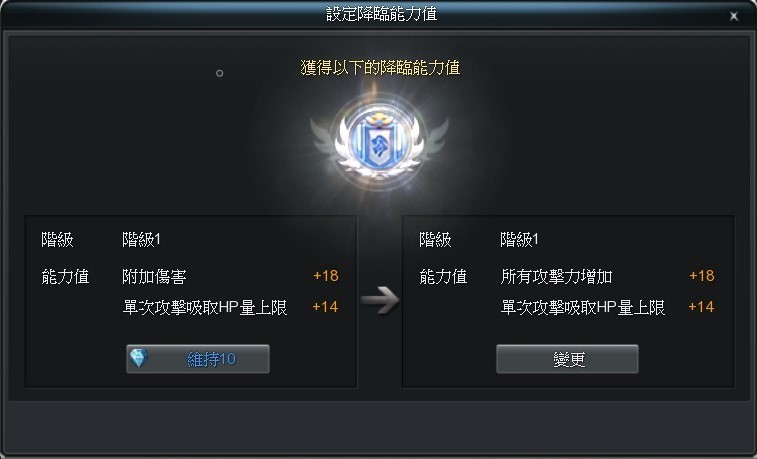 設定降臨能力值
獲得以下的降臨能力值
階級 階級1
能力值 附加傷害 +18
單次攻擊吸取HP量上限 +14
維持10
階級 階級1
能力值 所有攻擊力增加 +18
單次攻擊吸取HP量上限 +14
變更